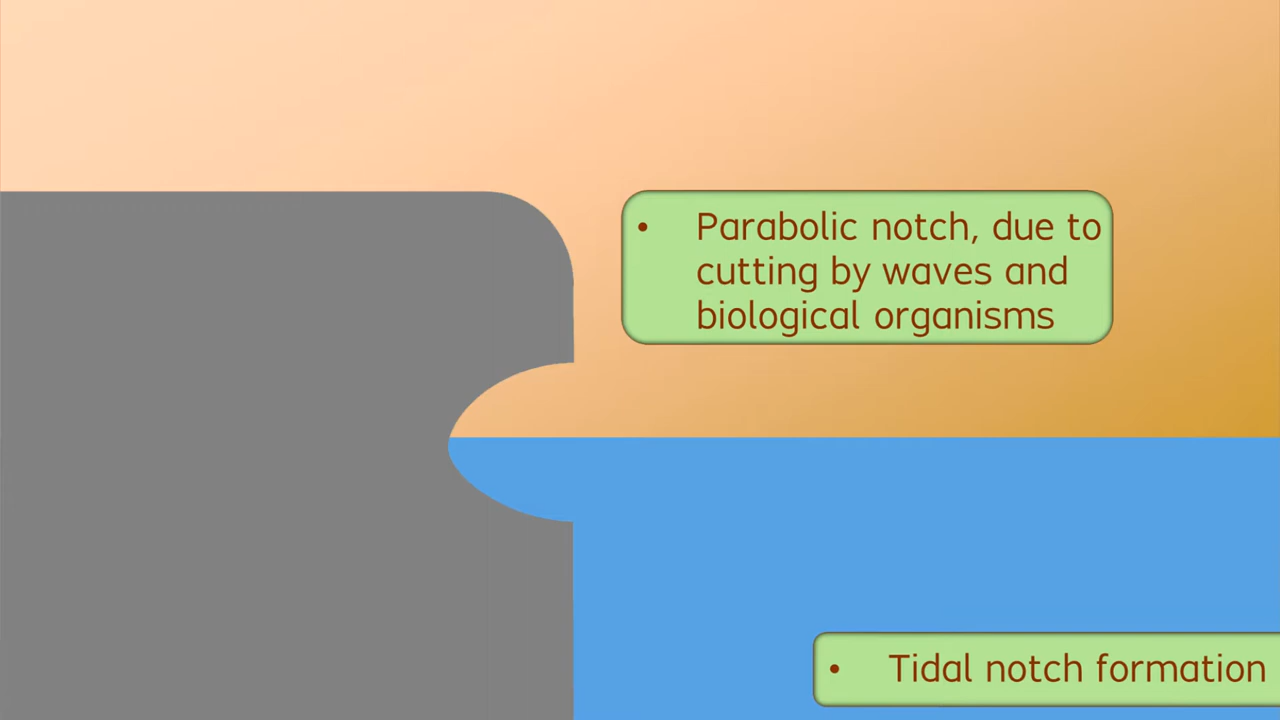 • Parabolic notch, due to
cutting by waves and
biological organisms
• Tidal notch formation